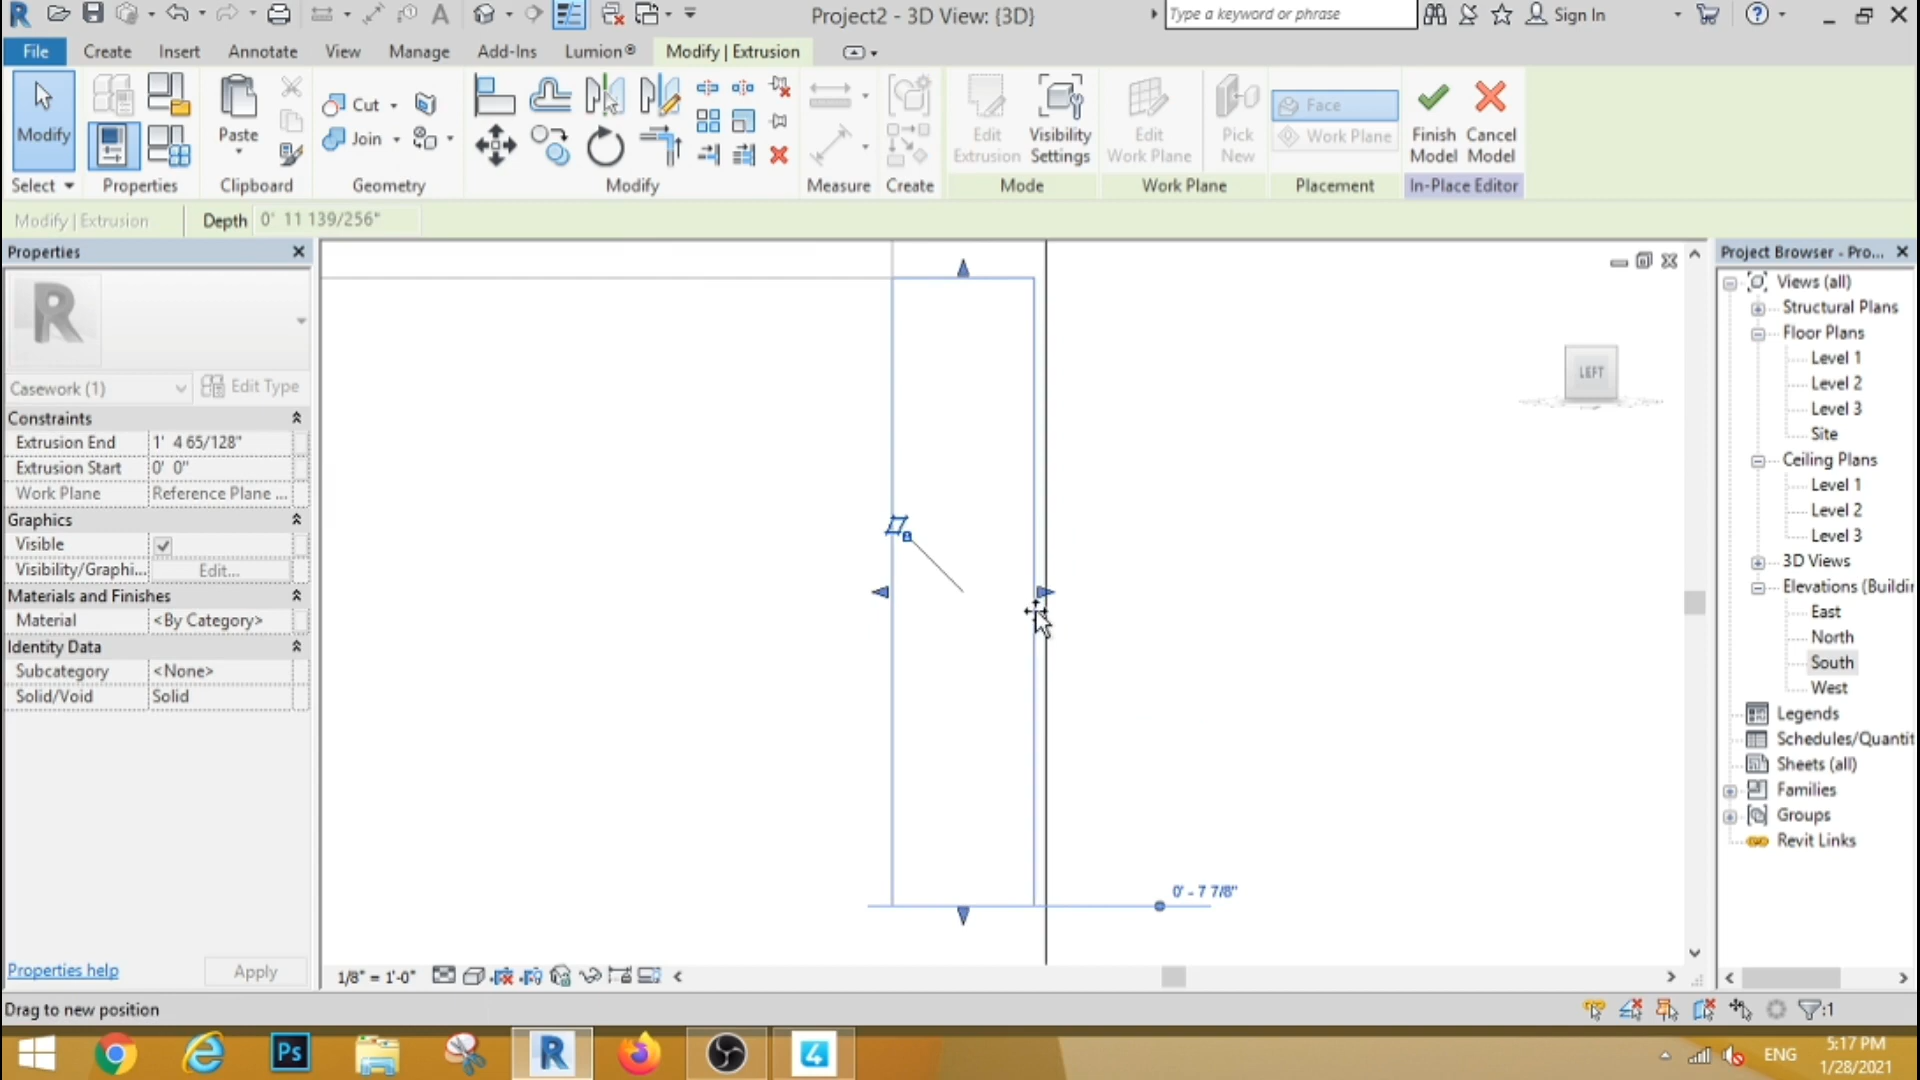 Project2 - 3D View: {3D}
Type a keyword or phrase
Sign In
File
Create
Insert
Annotate
View
Manage
Add-Ins
Lumion®
Modify | Extrusion
Modify
Paste
Cut
Join
Edit Extrusion
Visibility Settings
Edit Work Plane
Pick New
Face
Work Plane
Finish Model
Cancel Model
Select
Properties
Clipboard
Geometry
Modify
Measure
Create
Mode
Work Plane
Placement
In-Place Editor
Modify | Extrusion
Depth
0' 11 139/256"
Properties
R
Casework (1)
Edit Type
Constraints
Extrusion End
1' 4 65/128"
Extrusion Start
0' 0"
Work Plane
Reference Plane ...
Graphics
Visible
Visibility/Graphi...
Edit...
Materials and Finishes
Material
<By Category>
Identity Data
Subcategory
<None>
Solid/Void
Solid
Properties help
Apply
LEFT
0' - 7 7/8"
1/8" = 1'-0"
Project Browser - Pro...
Views (all)
Structural Plans
Floor Plans
Level 1
Level 2
Level 3
Site
Ceiling Plans
Level 1
Level 2
Level 3
3D Views
Elevations (Buildir
East
North
South
West
Legends
Schedules/Quantit
Sheets (all)
Families
Groups
Revit Links
Drag to new position
:1
Ps
R
4
ENG
5:17 PM
1/28/2021